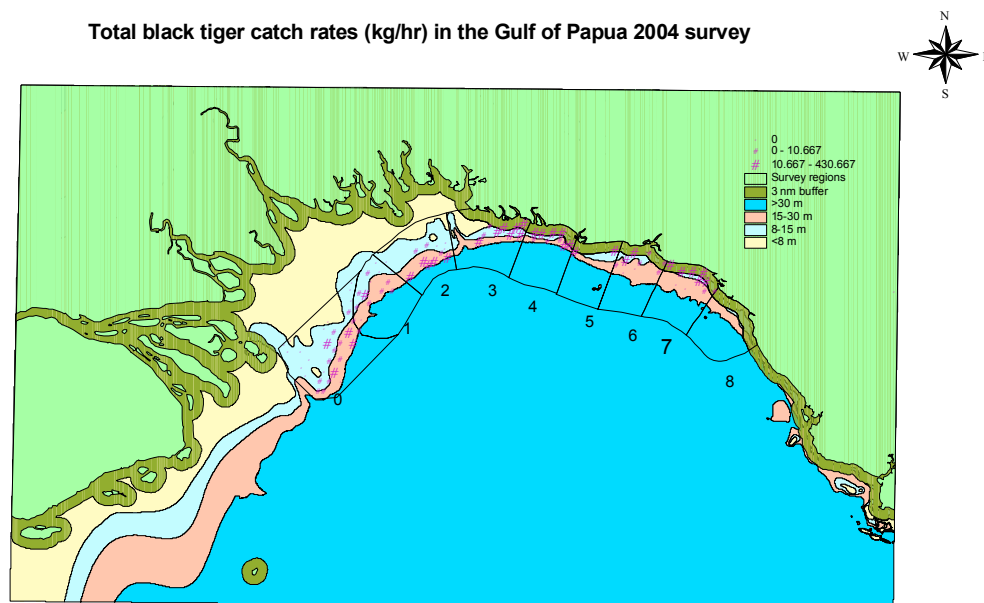 Total black tiger catch rates (kg/hr) in the Gulf of Papua 2004 survey
N
W
S
0
0 - 10.667
10.667 - 430.667
Survey regions
3 nm buffer
>30 m
15-30 m
8-15 m
<8 m
2
3
4
1
5
6
7
8
0